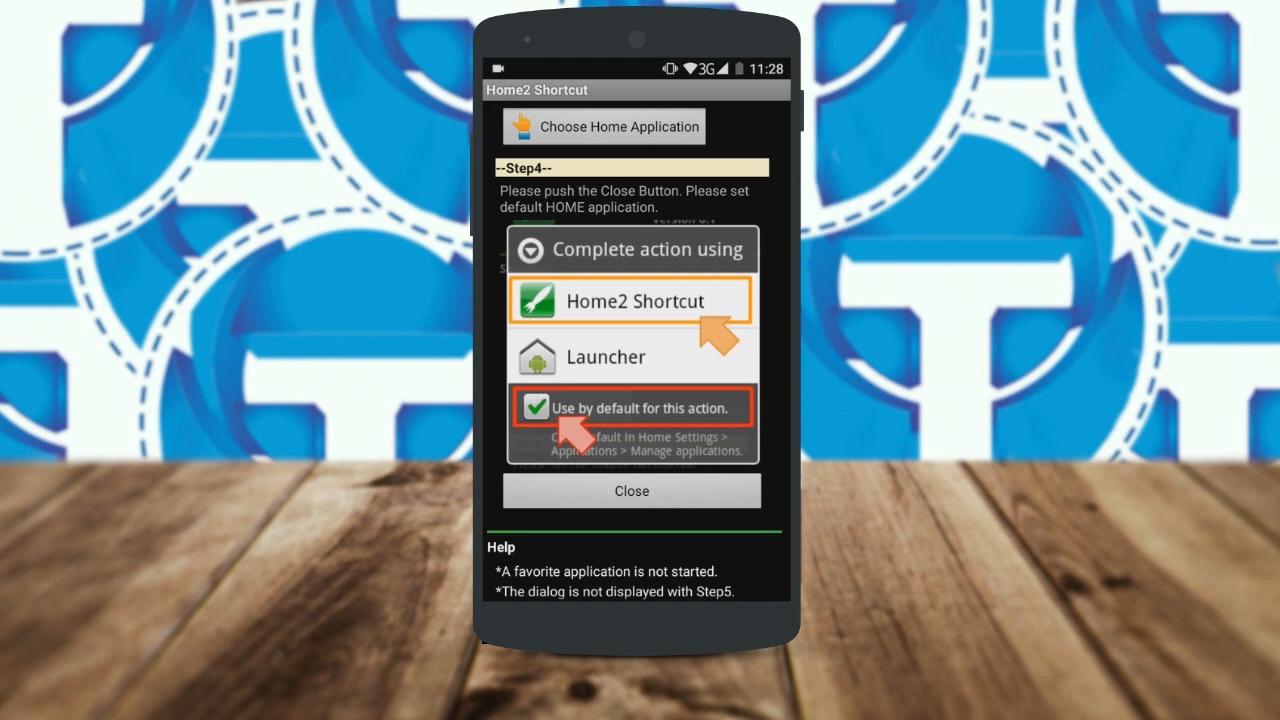 3G 11:28
Home2 Shortcut
Choose Home Application
--Step4--
Please push the Close Button. Please set
default HOME application.
Complete action using
Home2 Shortcut
Launcher
Use by default for this action.
fault in Home Settings >
Applications > Manage applications.
Close
Help
*A favorite application is not started.
*The dialog is not displayed with Step5.